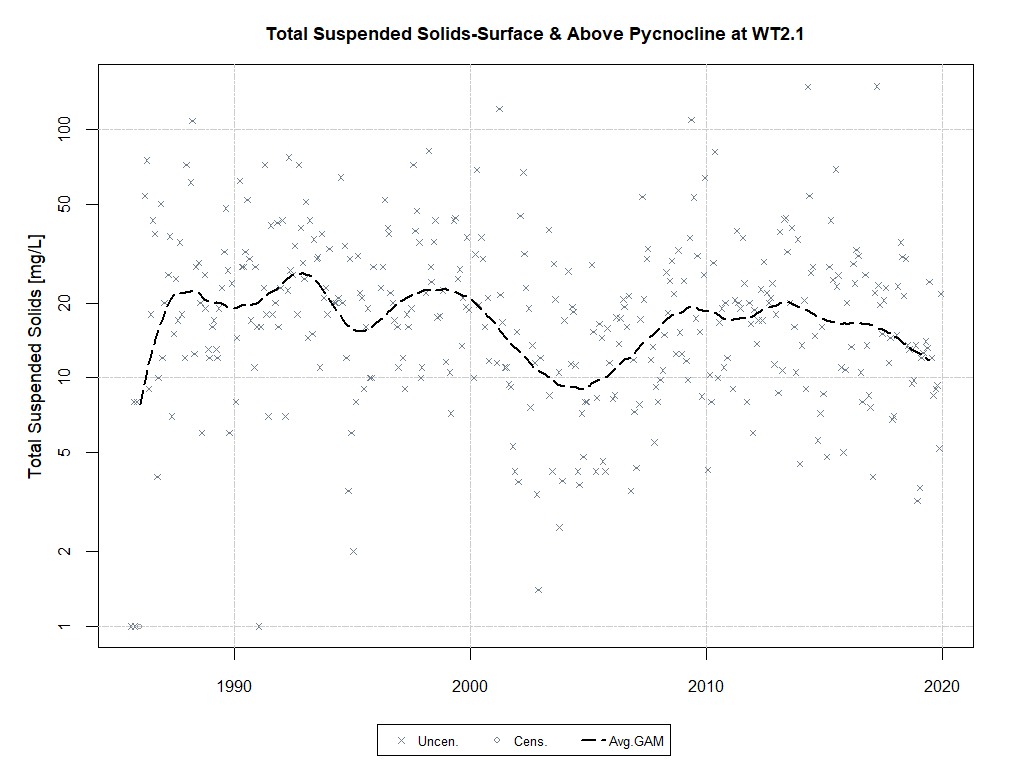 Total Suspended Solids-Surface & Above Pycnocline at WT2.1
Total Suspended Solids [mg/L]
100
50
20
10
5
2
1
1990 2000 2010 2020
Uncen. Cens. Avg.GAM